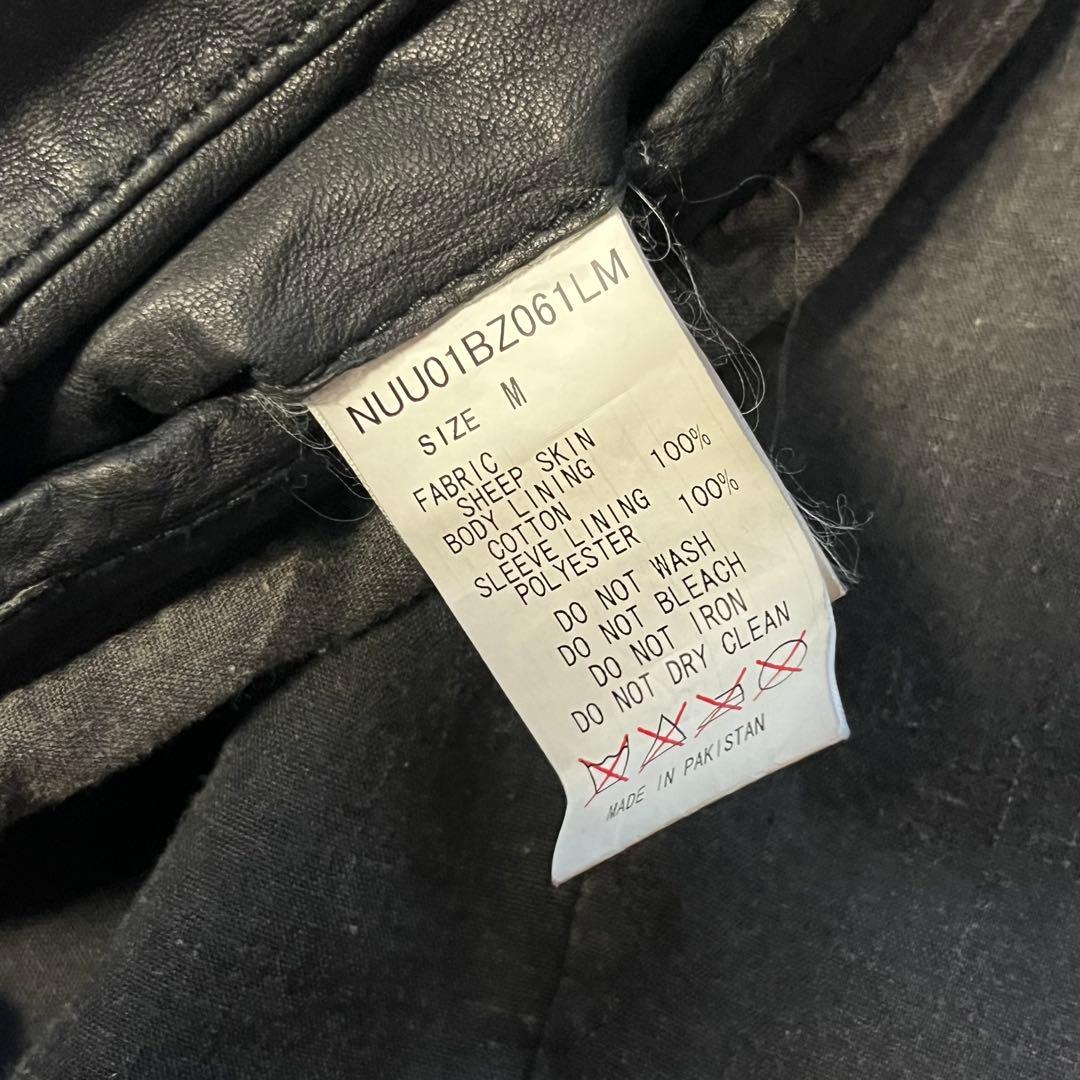 NUU01BZ061LM
SIZE M
FABRIC
SHEEP SKIN
BODY LINING
COTTON 100%
SLEEVE LINING
POLYESTER 100%
DO NOT WASH
DO NOT BLEACH
DO NOT IRON
DO NOT DRY CLEAN
MADE IN PAKISTAN